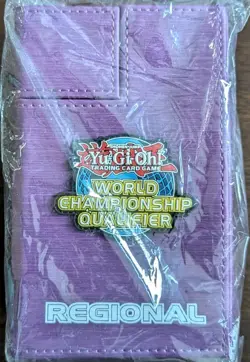 Yu-Gi-Oh!
TRADING CARD GAME
WORLD
CHAMPIONSHIP
QUALIFIER
REGIONAL